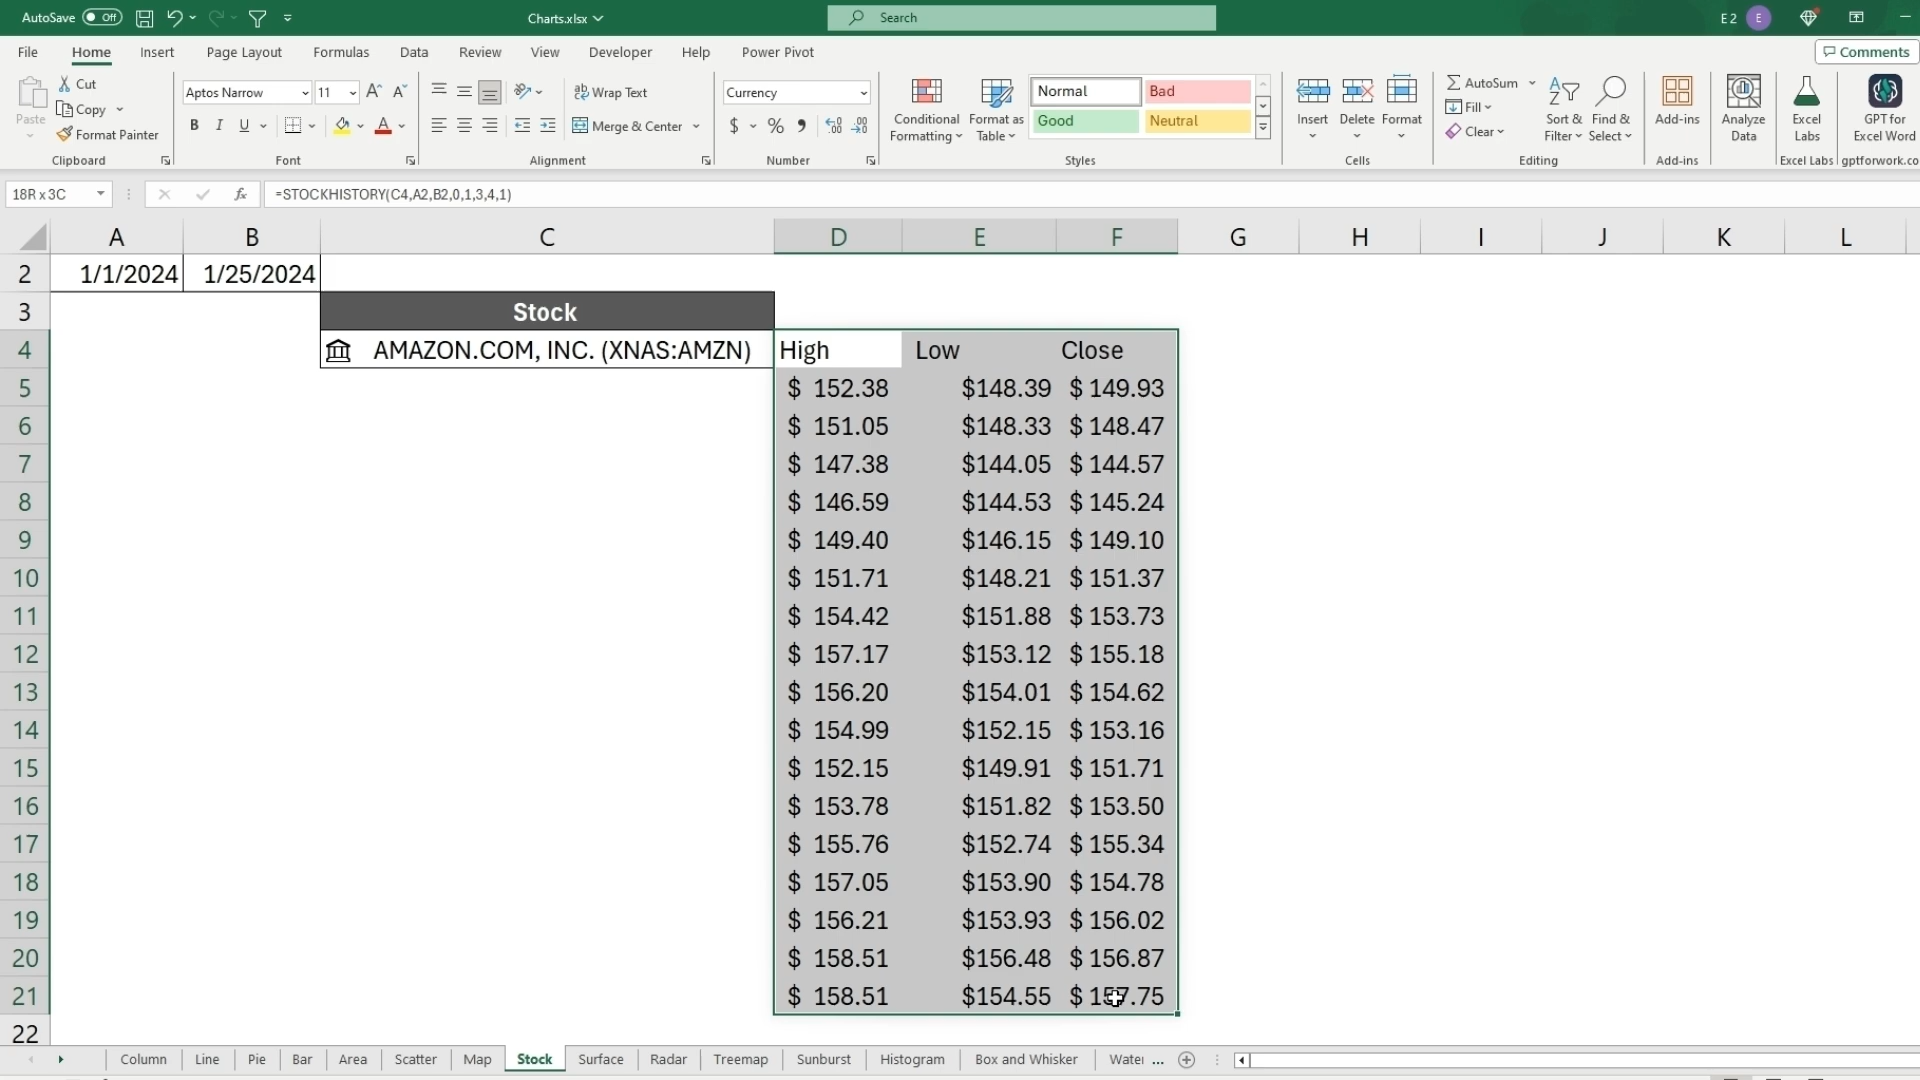 AutoSave Off Charts.xlsx Search E2 E
File Home Insert Page Layout Formulas Data Review View Developer Help Power Pivot Comments
Paste Cut Copy Format Painter Clipboard
Aptos Narrow 11 A A B I U A Font
ab Wrap Text Merge & Center Alignment
Currency $ % , Number
Conditional Formatting Format as Table Normal Bad Good Neutral Styles
Insert Delete Format Cells
AutoSum Fill Clear Sort & Filter Find & Select Editing
Add-ins Add-ins
Analyze Data
Excel Labs Excel Labs
GPT for Excel Word gptforwork.co
18R x 3C fx =STOCKHISTORY(C4,A2,B2,0,1,3,4,1)
A B C D E F G H I J K L
2 1/1/2024 1/25/2024
3 Stock
4 AMAZON.COM, INC. (XNAS:AMZN) High Low Close
5 $ 152.38 $148.39 $ 149.93
6 $ 151.05 $148.33 $ 148.47
7 $ 147.38 $144.05 $ 144.57
8 $ 146.59 $144.53 $ 145.24
9 $ 149.40 $146.15 $ 149.10
10 $ 151.71 $148.21 $ 151.37
11 $ 154.42 $151.88 $ 153.73
12 $ 157.17 $153.12 $ 155.18
13 $ 156.20 $154.01 $ 154.62
14 $ 154.99 $152.15 $ 153.16
15 $ 152.15 $149.91 $ 151.71
16 $ 153.78 $151.82 $ 153.50
17 $ 155.76 $152.74 $ 155.34
18 $ 157.05 $153.90 $ 154.78
19 $ 156.21 $153.93 $ 156.02
20 $ 158.51 $156.48 $ 156.87
21 $ 158.51 $154.55 $ 157.75
22
Column Line Pie Bar Area Scatter Map Stock Surface Radar Treemap Sunburst Histogram Box and Whisker Water ...